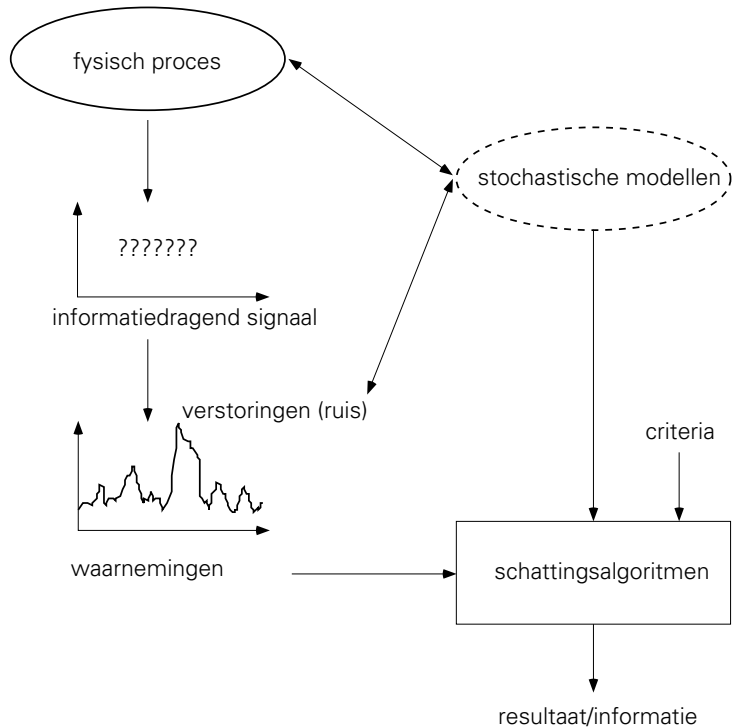 fysisch proces
stochastische modellen
???????
informatiedragend signaal
verstoringen (ruis)
criteria
waarnemingen
schattingsalgoritmen
resultaat/informatie